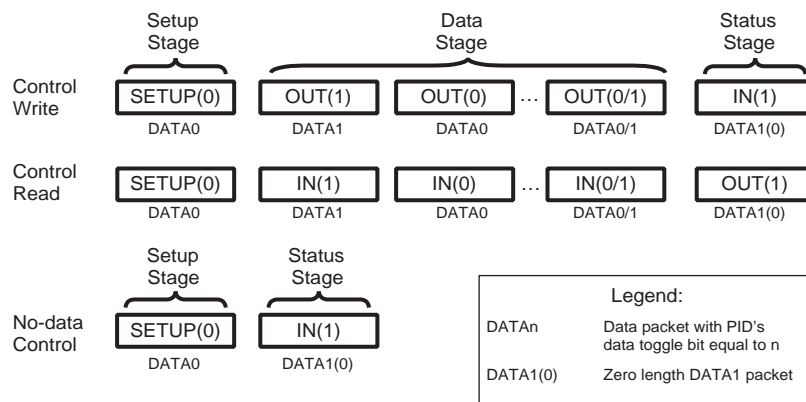 Setup
Stage
Data
Stage
Status
Stage
Control
Write
SETUP(0) OUT(1) OUT(0) ... OUT(0/1) IN(1)
DATA0 DATA1 DATA0 DATA0/1 DATA1(0)
Control
Read
SETUP(0) IN(1) IN(0) ... IN(0/1) OUT(1)
DATA0 DATA1 DATA0 DATA0/1 DATA1(0)
Setup
Stage
Status
Stage
No-data
Control
SETUP(0) IN(1)
DATA0 DATA1(0)
Legend:
DATAn Data packet with PID's
data toggle bit equal to n
DATA1(0) Zero length DATA1 packet